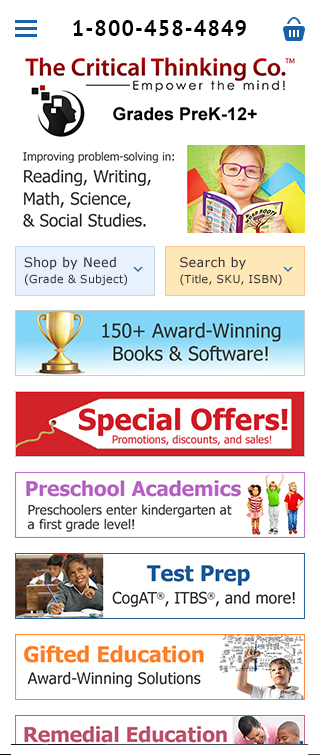 1-800-458-4849
The Critical Thinking Co.™
Empower the mind!
Grades PreK-12+
Improving problem-solving in:
Reading, Writing,
Math, Science,
& Social Studies.
WORD ROOTS
Shop by Need
(Grade & Subject)
Search by
(Title, SKU, ISBN)
150+ Award-Winning
Books & Software!
Special Offers!
Promotions, discounts, and sales!
Preschool Academics
Preschoolers enter kindergarten at
a first grade level!
Test Prep
CogAT®, ITBS®, and more!
Gifted Education
Award-Winning Solutions
Remedial Education